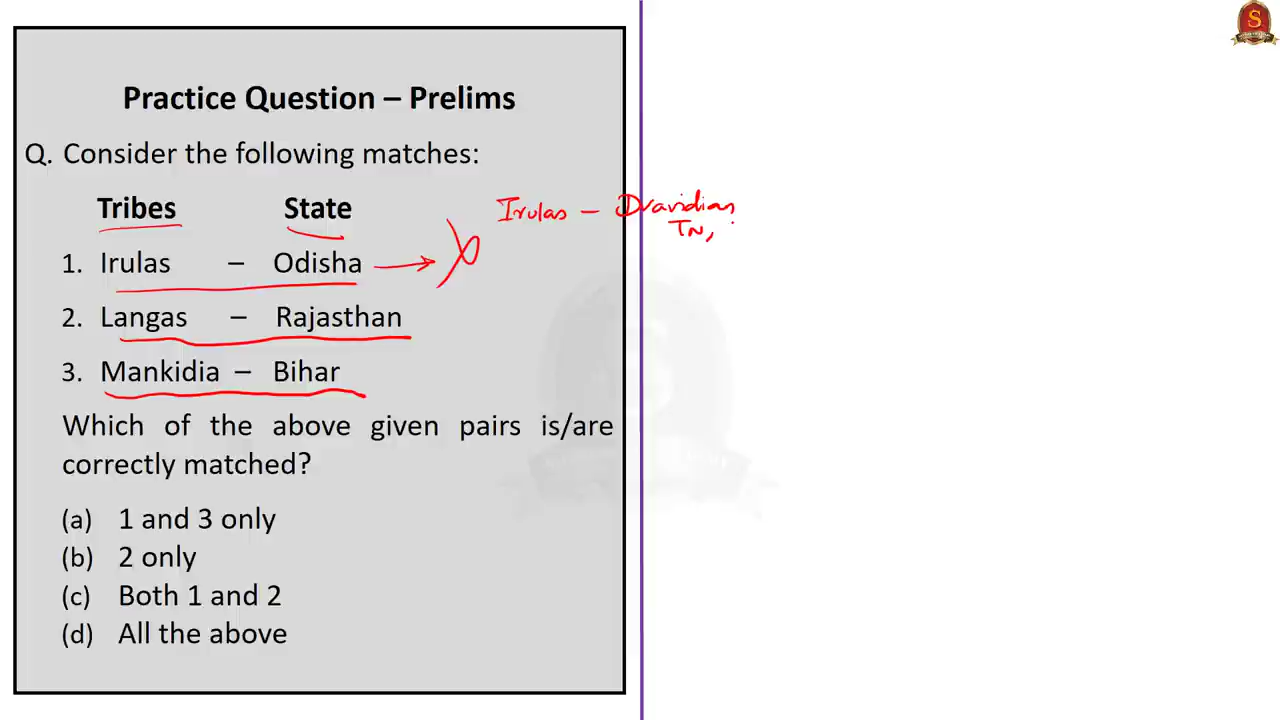 Practice Question – Prelims
Q. Consider the following matches:
Tribes State
1. Irulas – Odisha
2. Langas – Rajasthan
3. Mankidia – Bihar
Which of the above given pairs is/are
correctly matched?
(a) 1 and 3 only
(b) 2 only
(c) Both 1 and 2
(d) All the above
Irulas – Dravidian
TN,
S